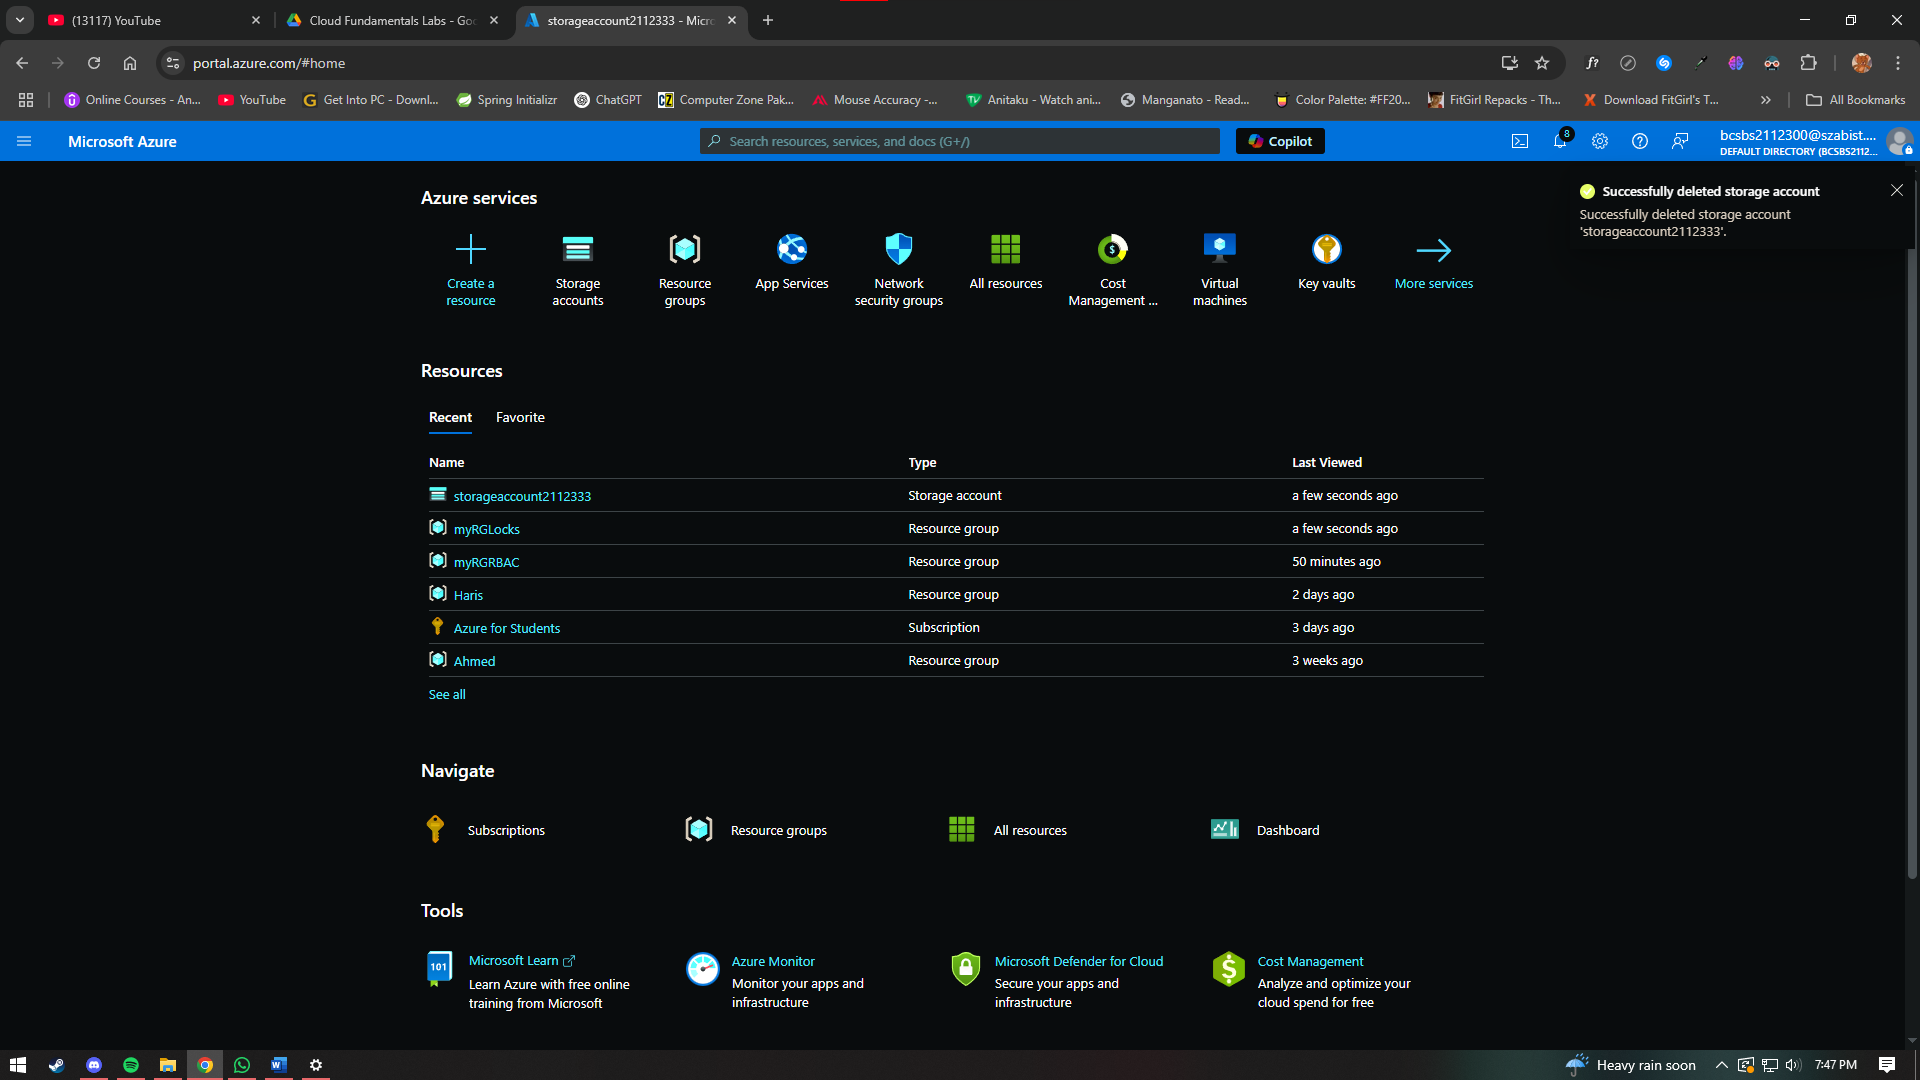 (13117) YouTube
Cloud Fundamentals Labs - Goo
storageaccount2112333 - Micro
portal.azure.com/#home
Online Courses - An...
YouTube
Get Into PC - Downl...
Spring Initializr
ChatGPT
Computer Zone Pak...
Mouse Accuracy -...
Anitaku - Watch ani...
Manganato - Read...
Color Palette: #FF20...
FitGirl Repacks - Th...
Download FitGirl's T...
All Bookmarks
Microsoft Azure
Search resources, services, and docs (G+/)
Copilot
8
bcsbs2112300@szabist....
DEFAULT DIRECTORY (BCSBS2112...
Successfully deleted storage account
Successfully deleted storage account
'storageaccount2112333'.
Azure services
Create a
resource
Storage
accounts
Resource
groups
App Services
Network
security groups
All resources
Cost
Management ...
Virtual
machines
Key vaults
More services
Resources
Recent
Favorite
Name Type Last Viewed
storageaccount2112333 Storage account a few seconds ago
myRGLocks Resource group a few seconds ago
myRGRBAC Resource group 50 minutes ago
Haris Resource group 2 days ago
Azure for Students Subscription 3 days ago
Ahmed Resource group 3 weeks ago
See all
Navigate
Subscriptions
Resource groups
All resources
Dashboard
Tools
101
Microsoft Learn
Learn Azure with free online
training from Microsoft
Azure Monitor
Monitor your apps and
infrastructure
Microsoft Defender for Cloud
Secure your apps and
infrastructure
Cost Management
Analyze and optimize your
cloud spend for free
Heavy rain soon
7:47 PM